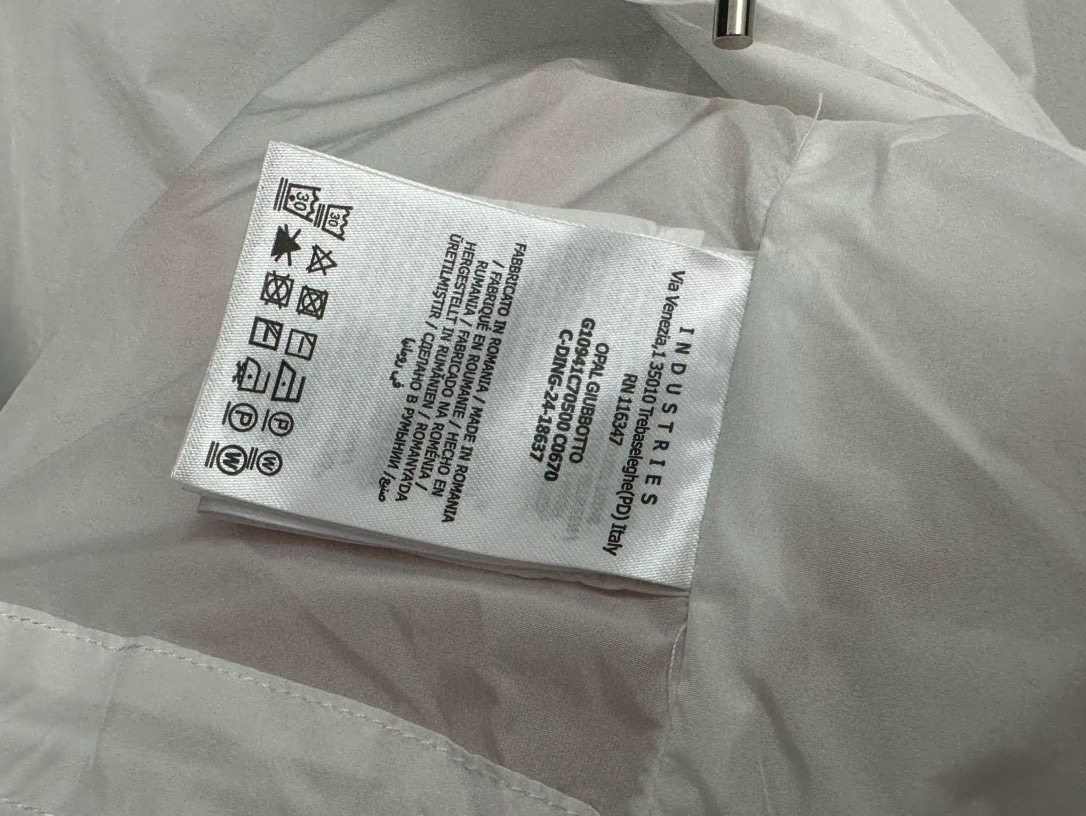 INDUSTRIES
Via Venezia,1 35010 Trebaseleghe(PD) Italy
RN 116347
OPAL GIUBBOTTO
G10941C70500 C0670
C-DING-24-18637
FABBRICATO IN ROMANIA / MADE IN ROMANIA
/ FABRIQUÉ EN ROUMANIE / HECHO EN
RUMANIA / FABRICADO NA ROMÉNIA /
HERGESTELLT IN RUMÄNIEN / ROMANYA'DA
ÜRETILMIŞTIR / СДЕЛАНО В РУМЫНИИ / صنع
في رومانيا
30 P W
30 P W